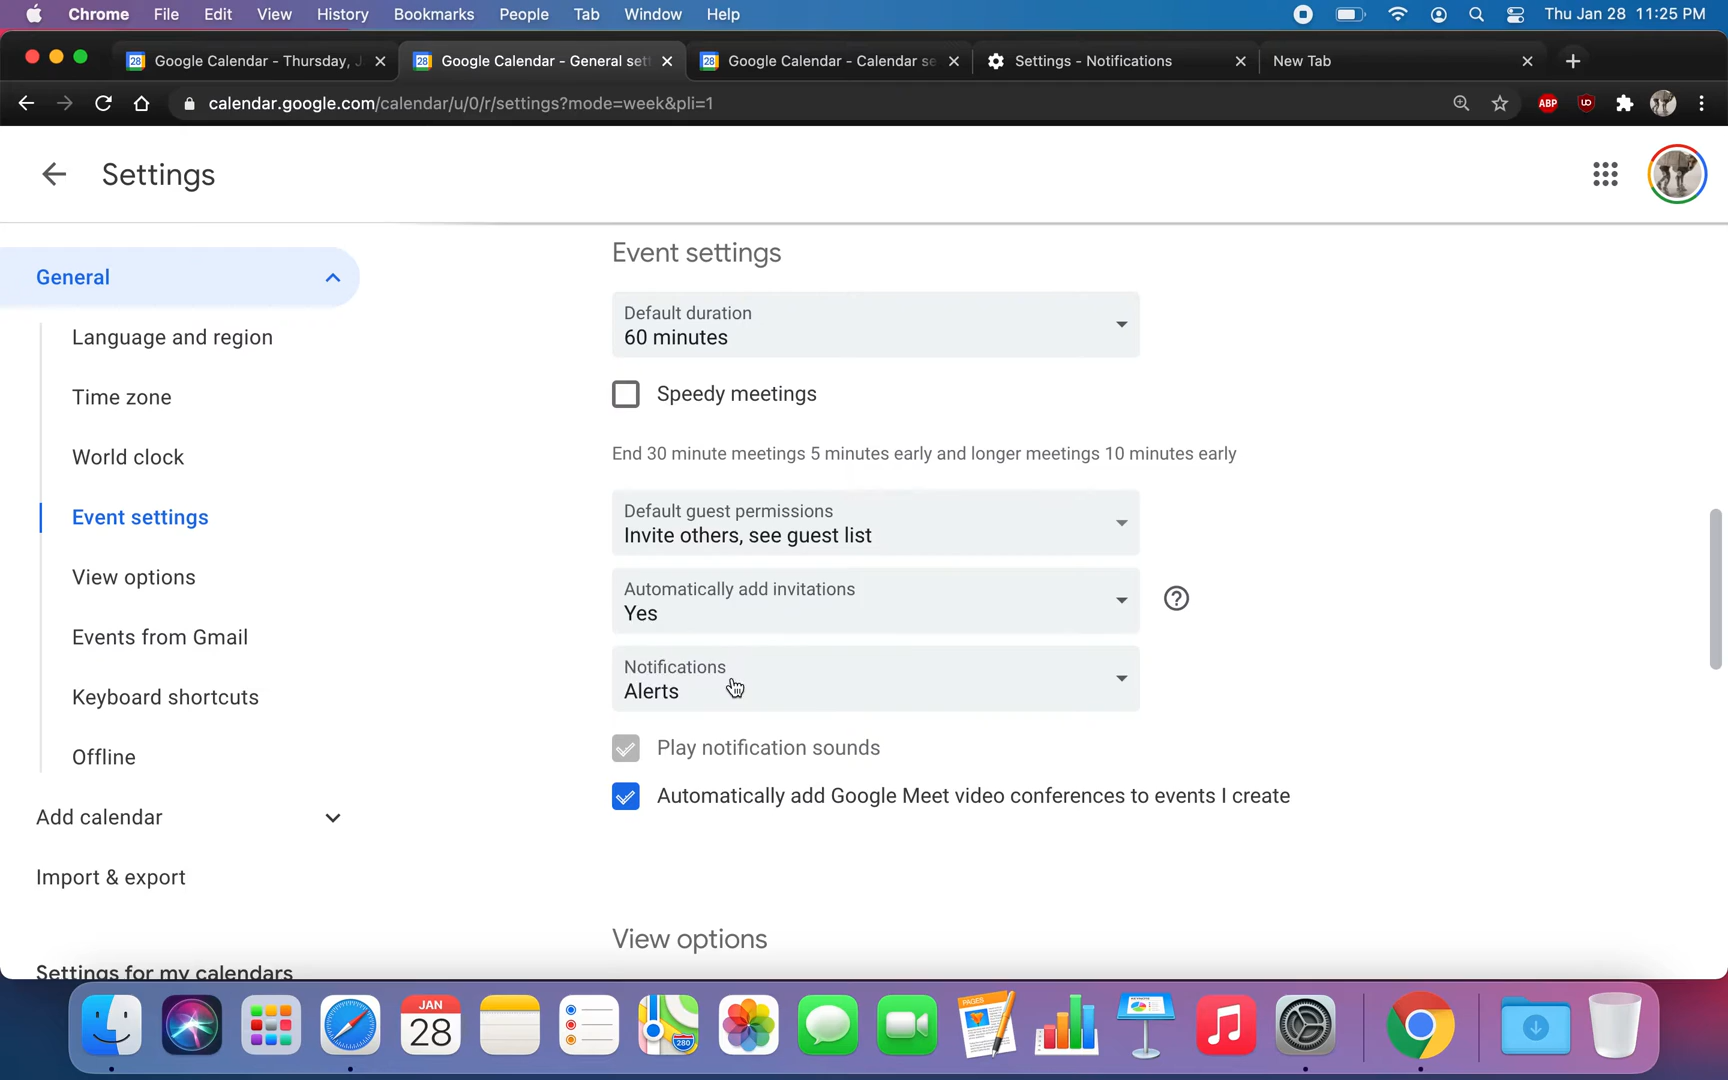 Chrome File Edit View History Bookmarks People Tab Window Help Thu Jan 28 11:25 PM
28 Google Calendar - Thursday, J 28 Google Calendar - General set 28 Google Calendar - Calendar se Settings - Notifications New Tab
calendar.google.com/calendar/u/0/r/settings?mode=week&pli=1 ABP
Settings
General
Language and region
Time zone
World clock
Event settings
View options
Events from Gmail
Keyboard shortcuts
Offline
Add calendar
Import & export
Settings for my calendars
Event settings
Default duration
60 minutes
Speedy meetings
End 30 minute meetings 5 minutes early and longer meetings 10 minutes early
Default guest permissions
Invite others, see guest list
Automatically add invitations
Yes
Notifications
Alerts
Play notification sounds
Automatically add Google Meet video conferences to events I create
View options
JAN
28
280
PAGES